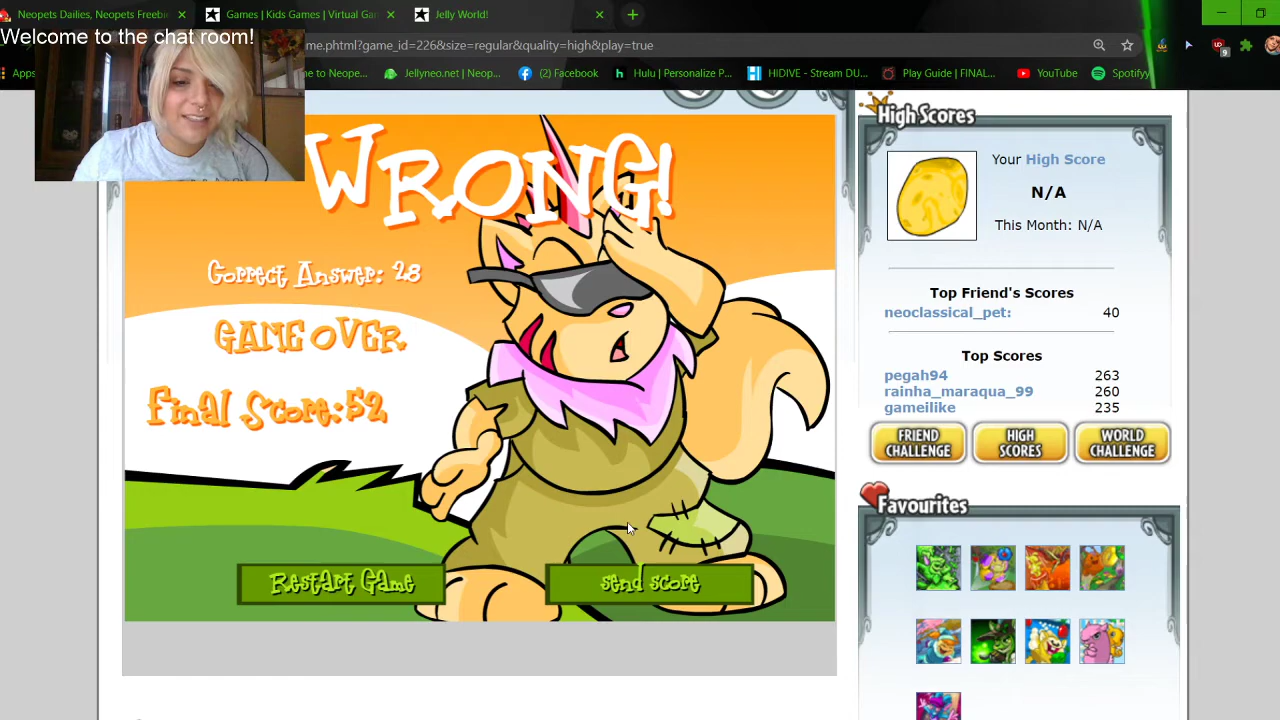 Neopets Dailies, Neopets Freebie
Games | Kids Games | Virtual Gam
Jelly World!
Welcome to the chat room!
me.phtml?game_id=226&size=regular&quality=high&play=true
9
Apps
me to Neope...
Jellyneo.net | Neop...
(2) Facebook
Hulu | Personalize P...
HIDIVE - Stream DU...
Play Guide | FINAL...
YouTube
Spotify
WRONG!
Correct Answer: 28
GAME OVER
Final Score:52
Restart Game
send score
High Scores
Your High Score
N/A
This Month: N/A
Top Friend's Scores
neoclassical_pet: 40
Top Scores
pegah94 263
rainha_maraqua_99 260
gameilike 235
FRIEND CHALLENGE
HIGH SCORES
WORLD CHALLENGE
Favourites